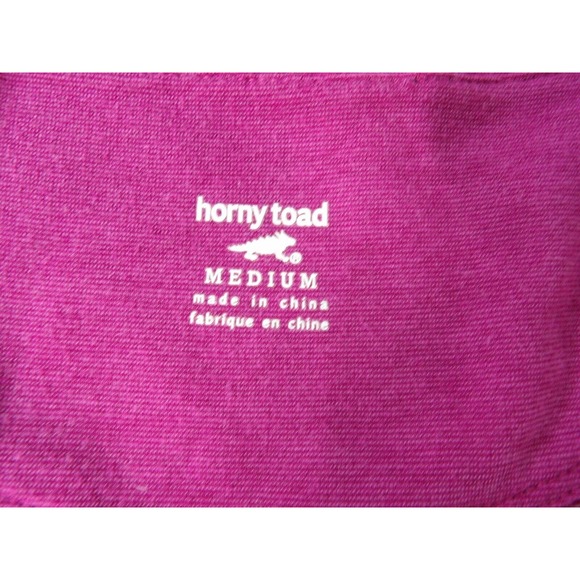 horny toad
MEDIUM
made in china
fabrique en chine